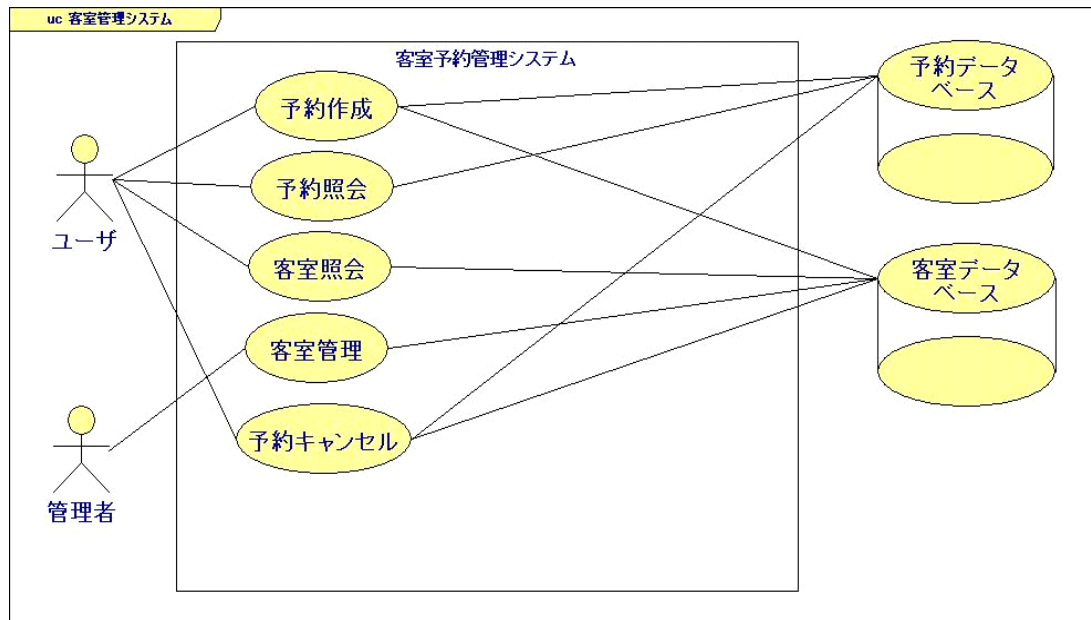 uc 客室管理システム
客室予約管理システム
予約作成
予約照会
客室照会
客室管理
予約キャンセル
ユーザ
管理者
予約データ
ベース
客室データ
ベース